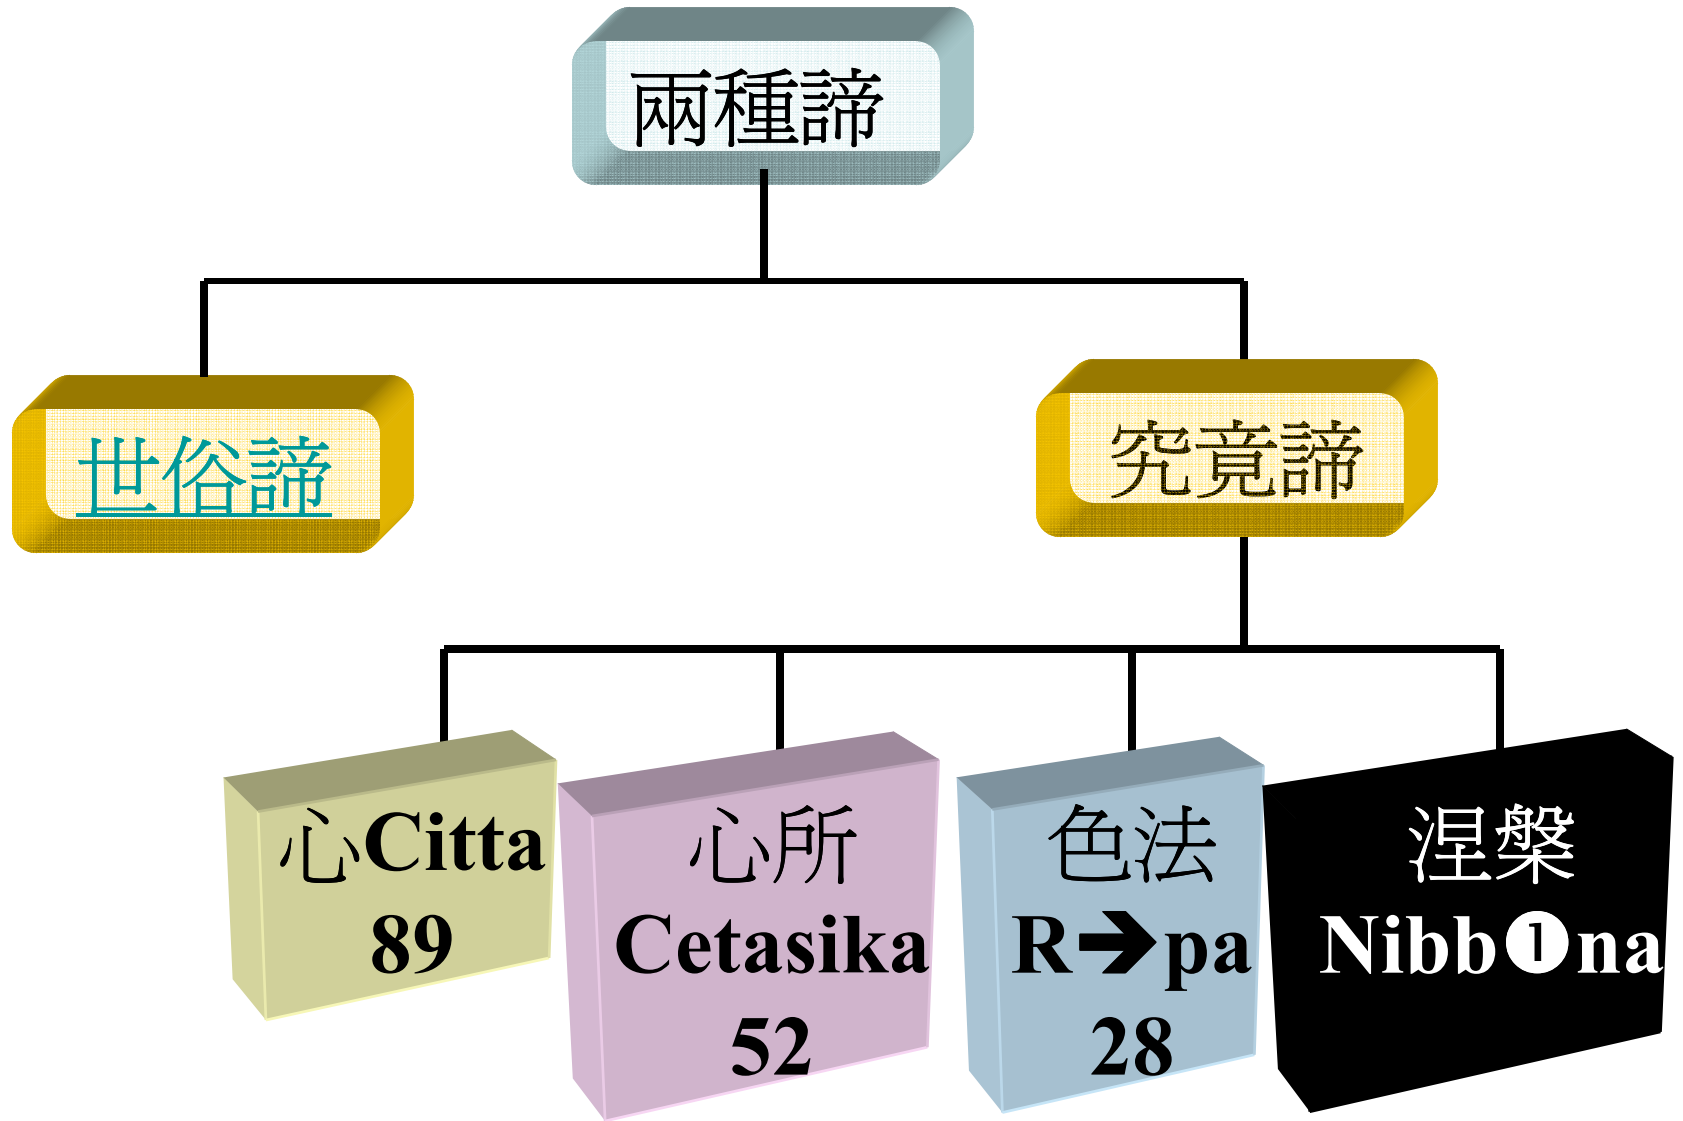 兩種諦
世俗諦
究竟諦
心Citta
89
心所
Cetasika
52
色法
R➔pa
28
涅槃
Nibb❶na